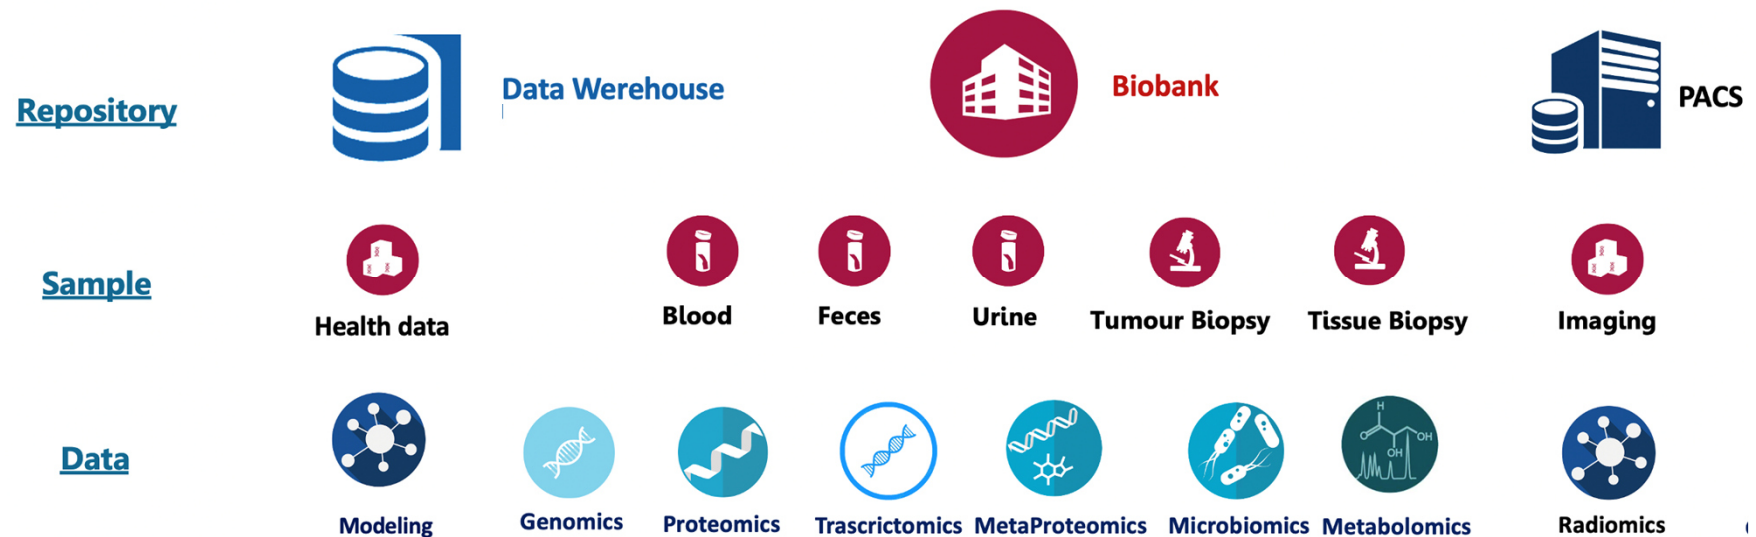 Repository
Data Werehouse
Biobank
PACS
Sample
Health data
Blood
Feces
Urine
Tumour Biopsy
Tissue Biopsy
Imaging
Data
Modeling
Genomics
Proteomics
Trascrictomics
MetaProteomics
Microbiomics
Metabolomics
Radiomics